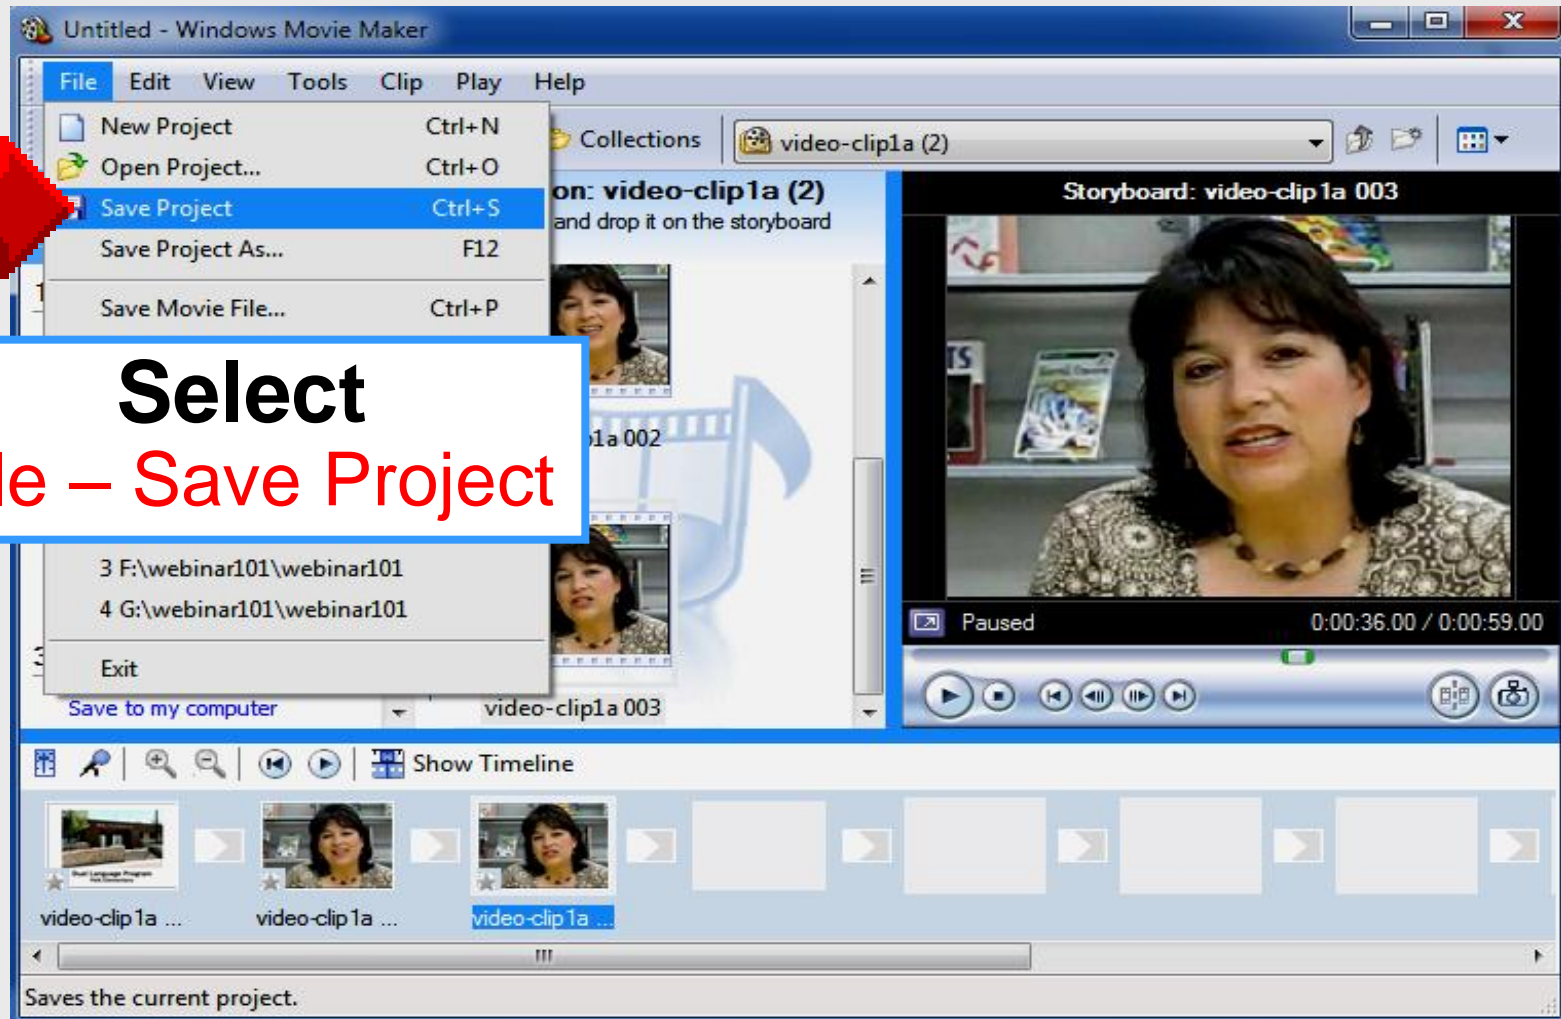 Untitled - Windows Movie Maker
File Edit View Tools Clip Play Help
New Project Ctrl+N
Open Project... Ctrl+O
Save Project Ctrl+S
Save Project As... F12
Save Movie File... Ctrl+P
Collections video-clip1a (2)
on: video-clip1a (2)
and drop it on the storyboard
Storyboard: video-clip1a 003
Select
le – Save Project
1a 002
3 F:\webinar101\webinar101
4 G:\webinar101\webinar101
Exit
Save to my computer
video-clip1a 003
Paused 0:00:36.00 / 0:00:59.00
Show Timeline
Dual Language Program
video-clip1a ... video-clip1a ... video-clip1a ...
Saves the current project.